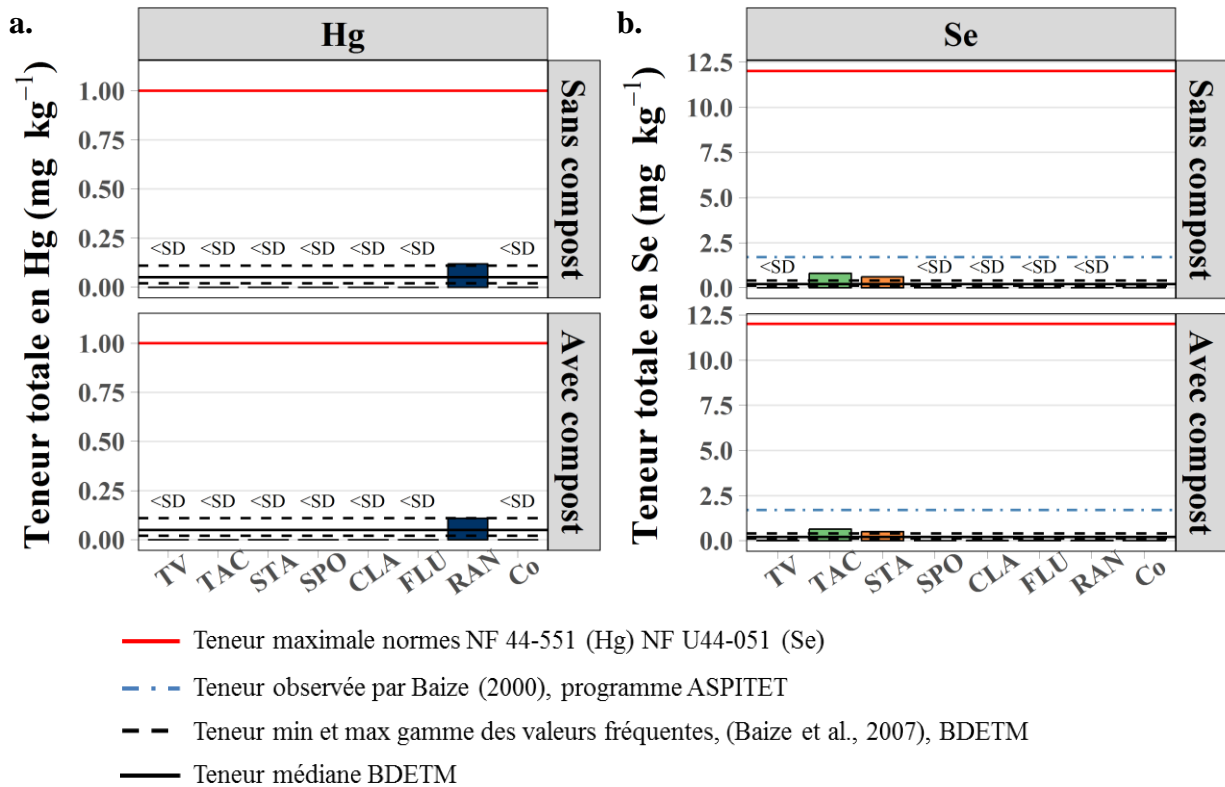 a.
Hg
Teneur totale en Hg (mg kg⁻¹)
1.00
0.75
0.50
0.25
0.00
<SD <SD <SD <SD <SD <SD <SD
Sans compost
1.00
0.75
0.50
0.25
0.00
<SD <SD <SD <SD <SD <SD <SD
Avec compost
TV TAC STA SPO CLA FLU RAN Co
b.
Se
Teneur totale en Se (mg kg⁻¹)
12.5
10.0
7.5
5.0
2.5
0.0
<SD <SD <SD <SD <SD
Sans compost
12.5
10.0
7.5
5.0
2.5
0.0
Avec compost
TV TAC STA SPO CLA FLU RAN Co
Teneur maximale normes NF 44-551 (Hg) NF U44-051 (Se)
Teneur observée par Baize (2000), programme ASPITET
Teneur min et max gamme des valeurs fréquentes, (Baize et al., 2007), BDETM
Teneur médiane BDETM